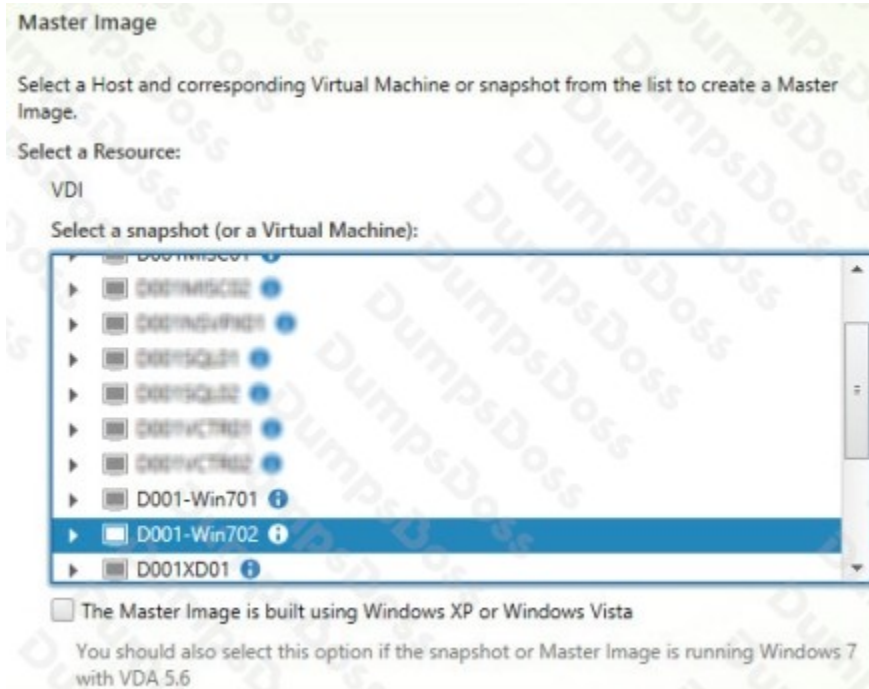 Master Image
Select a Host and corresponding Virtual Machine or snapshot from the list to create a Master
Image.
Select a Resource:
VDI
Select a snapshot (or a Virtual Machine):
D001MISC01
D001-Win701
D001-Win702
D001XD01
The Master Image is built using Windows XP or Windows Vista
You should also select this option if the snapshot or Master Image is running Windows 7
with VDA 5.6
DumpsDoss